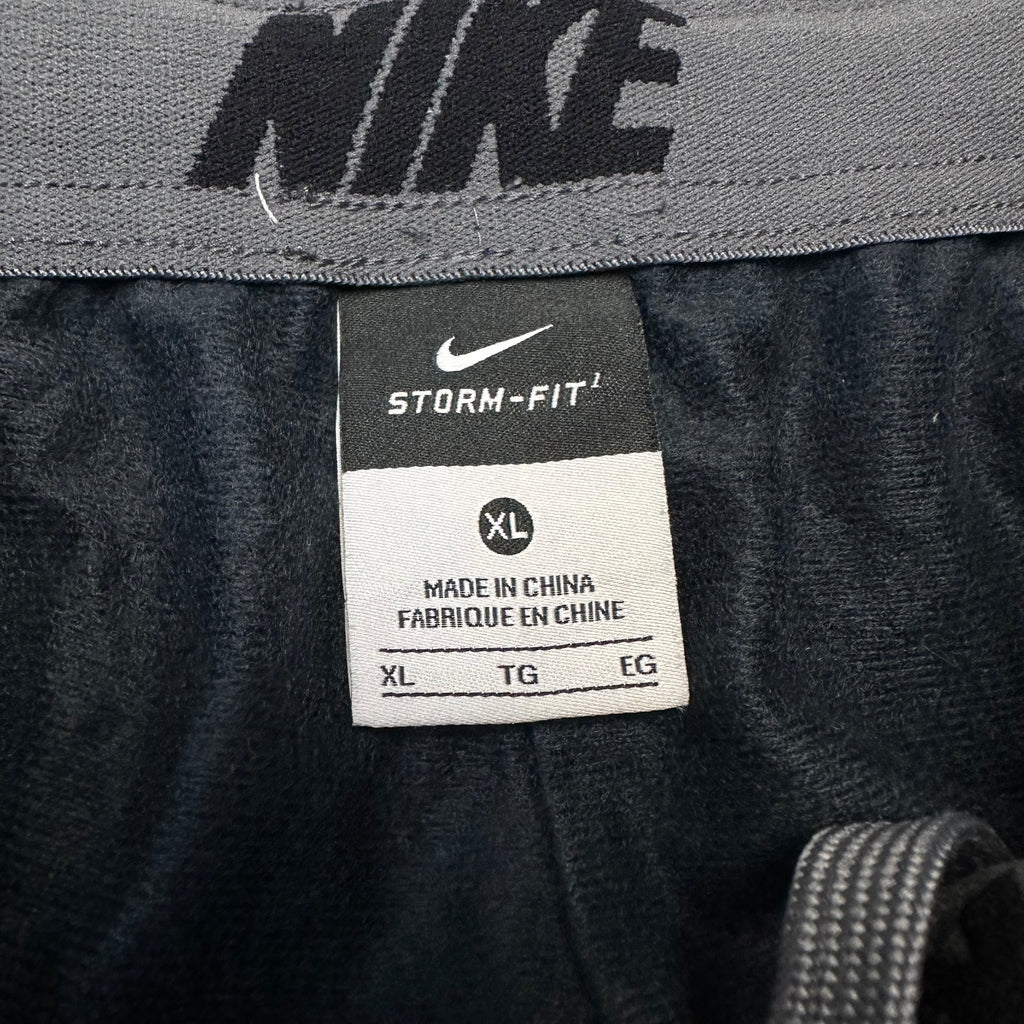 NIKE
STORM-FIT¹
XL
MADE IN CHINA
FABRIQUE EN CHINE
XL TG EG